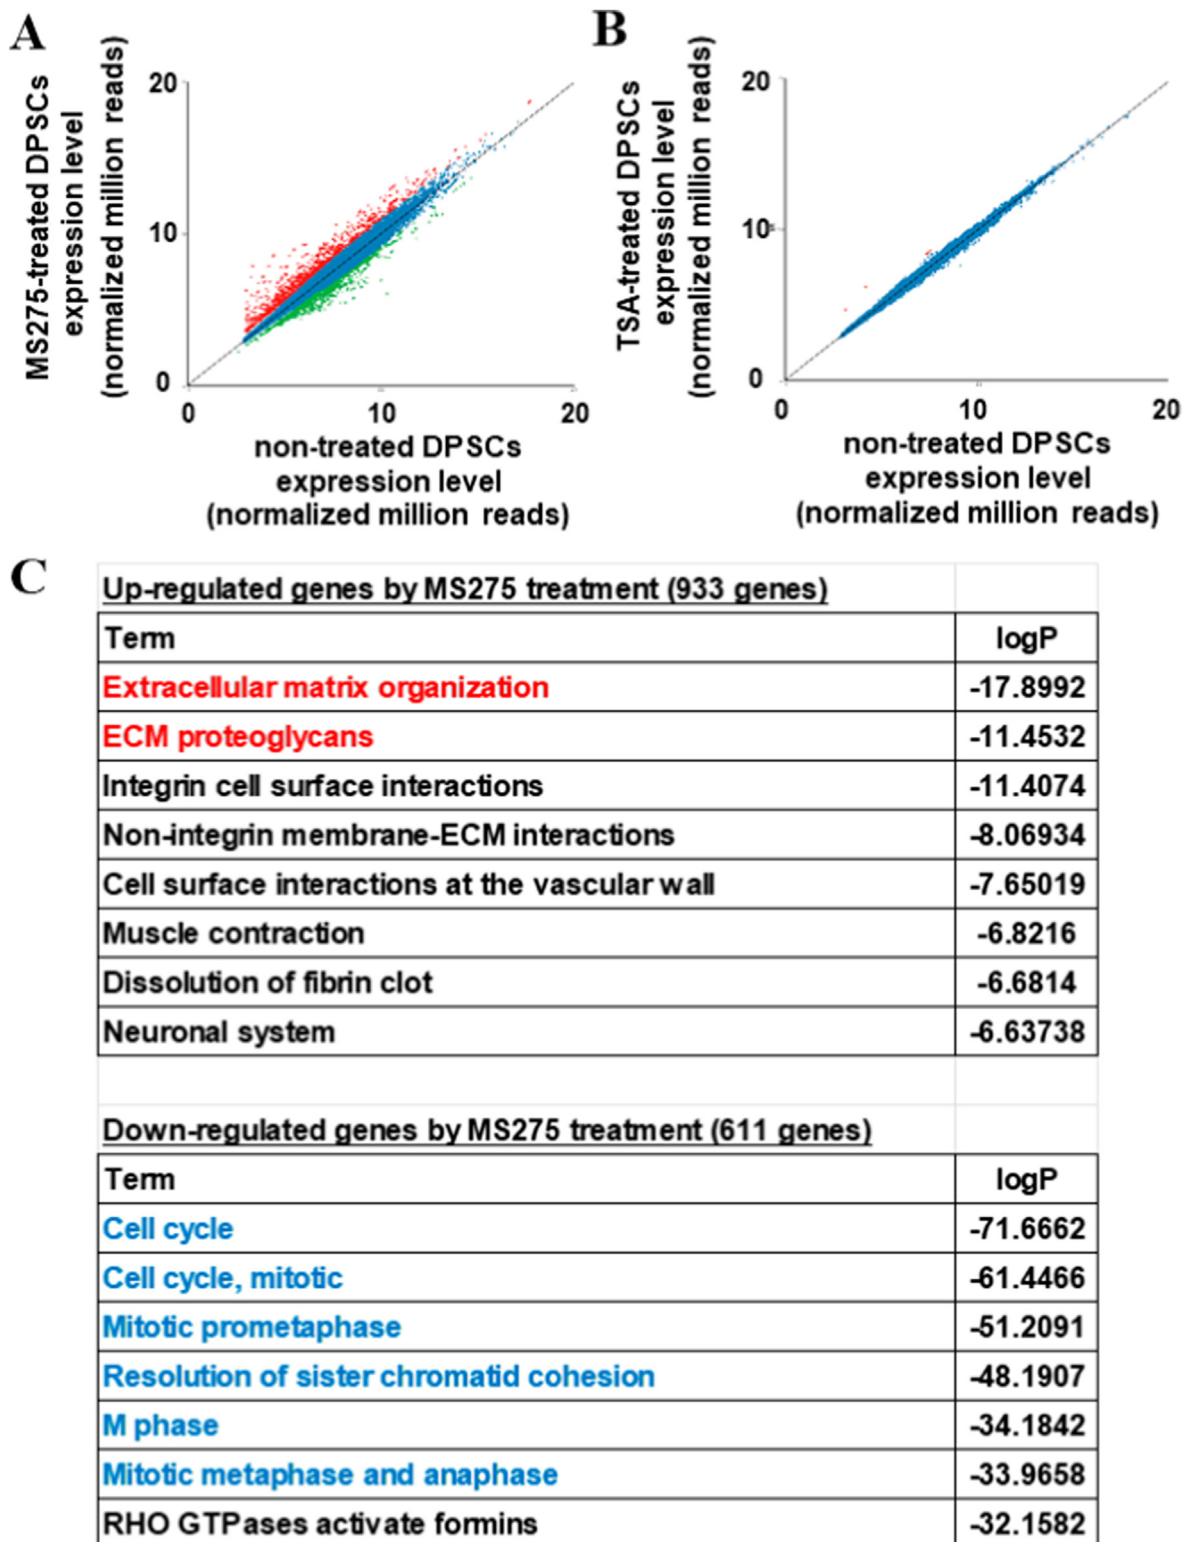 A
MS275-treated DPSCs
expression level
(normalized million reads)
20
10
0
0 10 20
non-treated DPSCs
expression level
(normalized million reads)
B
TSA-treated DPSCs
expression level
(normalized million reads)
20
10
0
0 10 20
non-treated DPSCs
expression level
(normalized million reads)
C
Up-regulated genes by MS275 treatment (933 genes)
Term logP
Extracellular matrix organization -17.8992
ECM proteoglycans -11.4532
Integrin cell surface interactions -11.4074
Non-integrin membrane-ECM interactions -8.06934
Cell surface interactions at the vascular wall -7.65019
Muscle contraction -6.8216
Dissolution of fibrin clot -6.6814
Neuronal system -6.63738
Down-regulated genes by MS275 treatment (611 genes)
Term logP
Cell cycle -71.6662
Cell cycle, mitotic -61.4466
Mitotic prometaphase -51.2091
Resolution of sister chromatid cohesion -48.1907
M phase -34.1842
Mitotic metaphase and anaphase -33.9658
RHO GTPases activate formins -32.1582